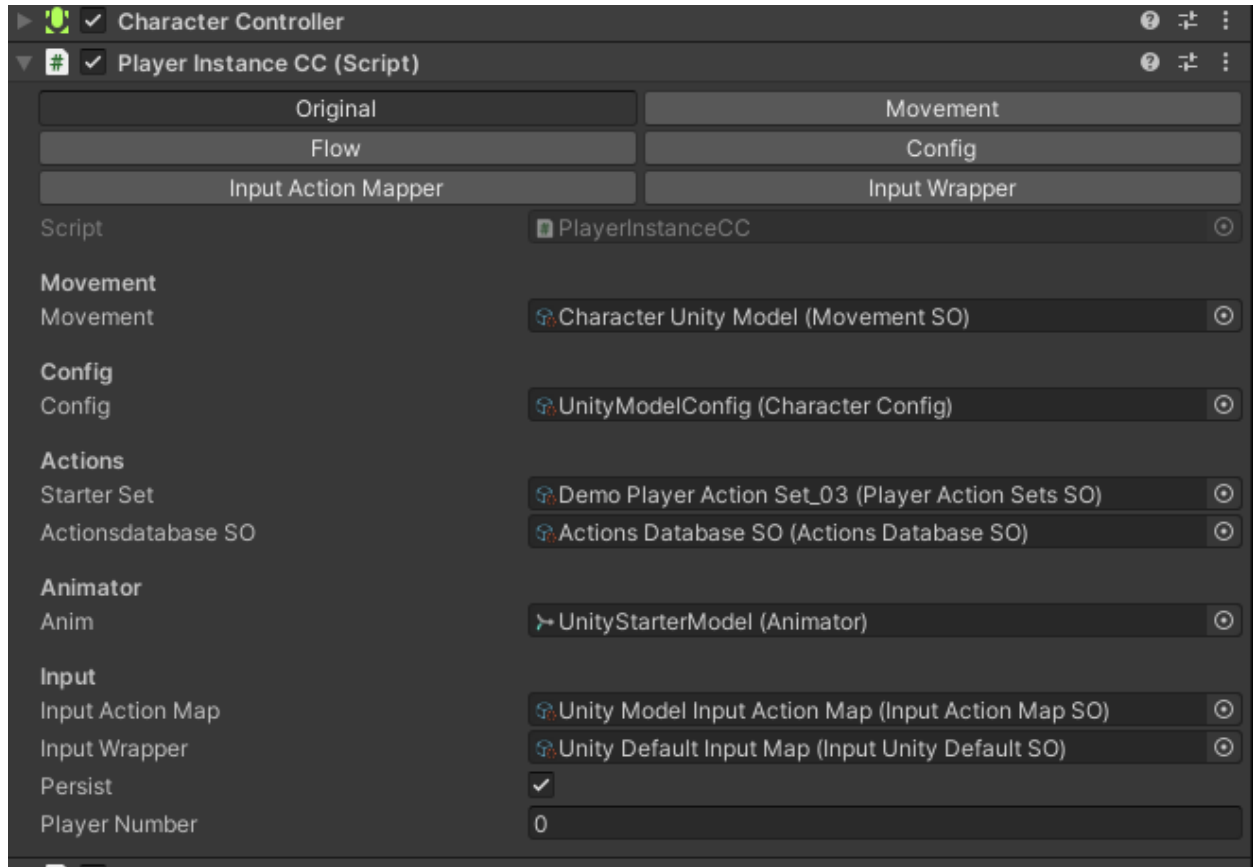 Character Controller
# Player Instance CC (Script)
Original Movement
Flow Config
Input Action Mapper Input Wrapper
Script # PlayerInstanceCC
Movement
Movement Character Unity Model (Movement SO)
Config
Config UnityModelConfig (Character Config)
Actions
Starter Set Demo Player Action Set_03 (Player Action Sets SO)
Actionsdatabase SO Actions Database SO (Actions Database SO)
Animator
Anim UnityStarterModel (Animator)
Input
Input Action Map Unity Model Input Action Map (Input Action Map SO)
Input Wrapper Unity Default Input Map (Input Unity Default SO)
Persist
Player Number 0